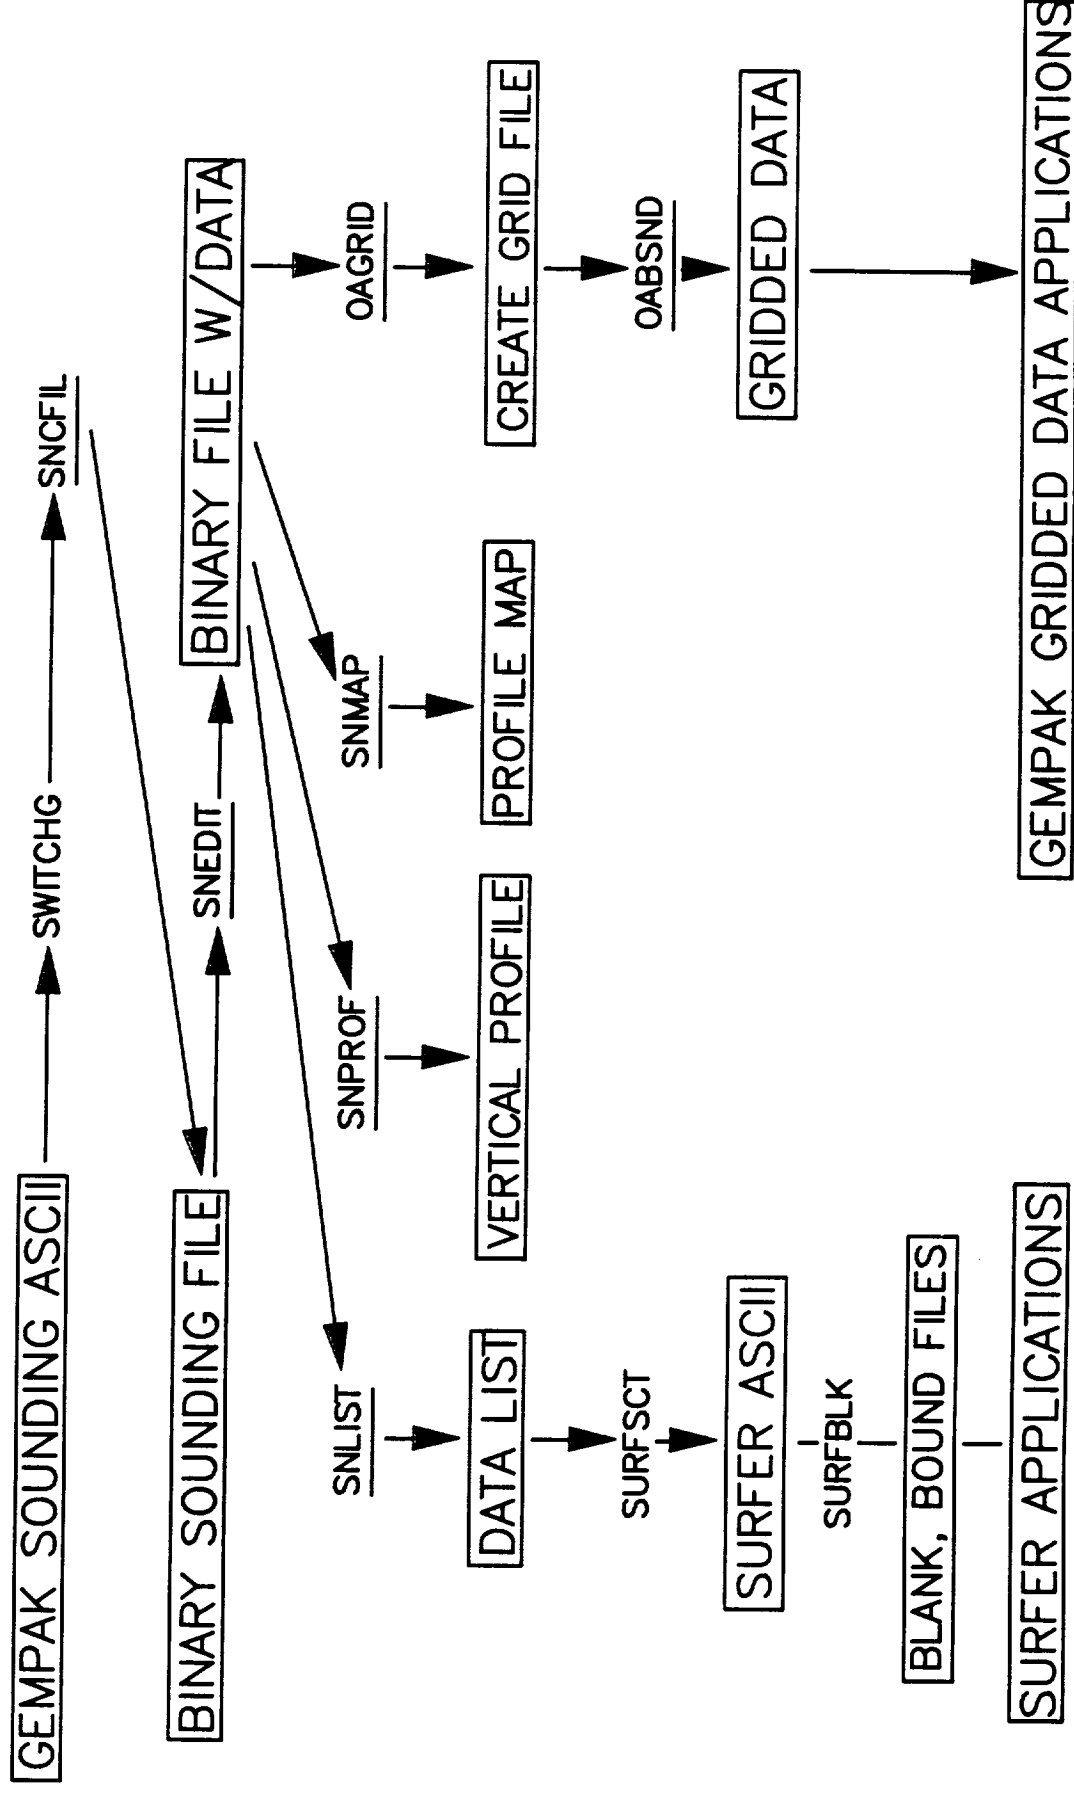 GEMPAK SOUNDING ASCII
SWITCHG
SNCFIL
BINARY SOUNDING FILE
SNEDIT
BINARY FILE W/DATA
SNLIST
SNPROF
SNMAP
OAGRID
DATA LIST
VERTICAL PROFILE
PROFILE MAP
CREATE GRID FILE
SURFSCT
OABSND
SURFER ASCII
GRIDDED DATA
SURFBLK
BLANK, BOUND FILES
SURFER APPLICATIONS
GEMPAK GRIDDED DATA APPLICATIONS